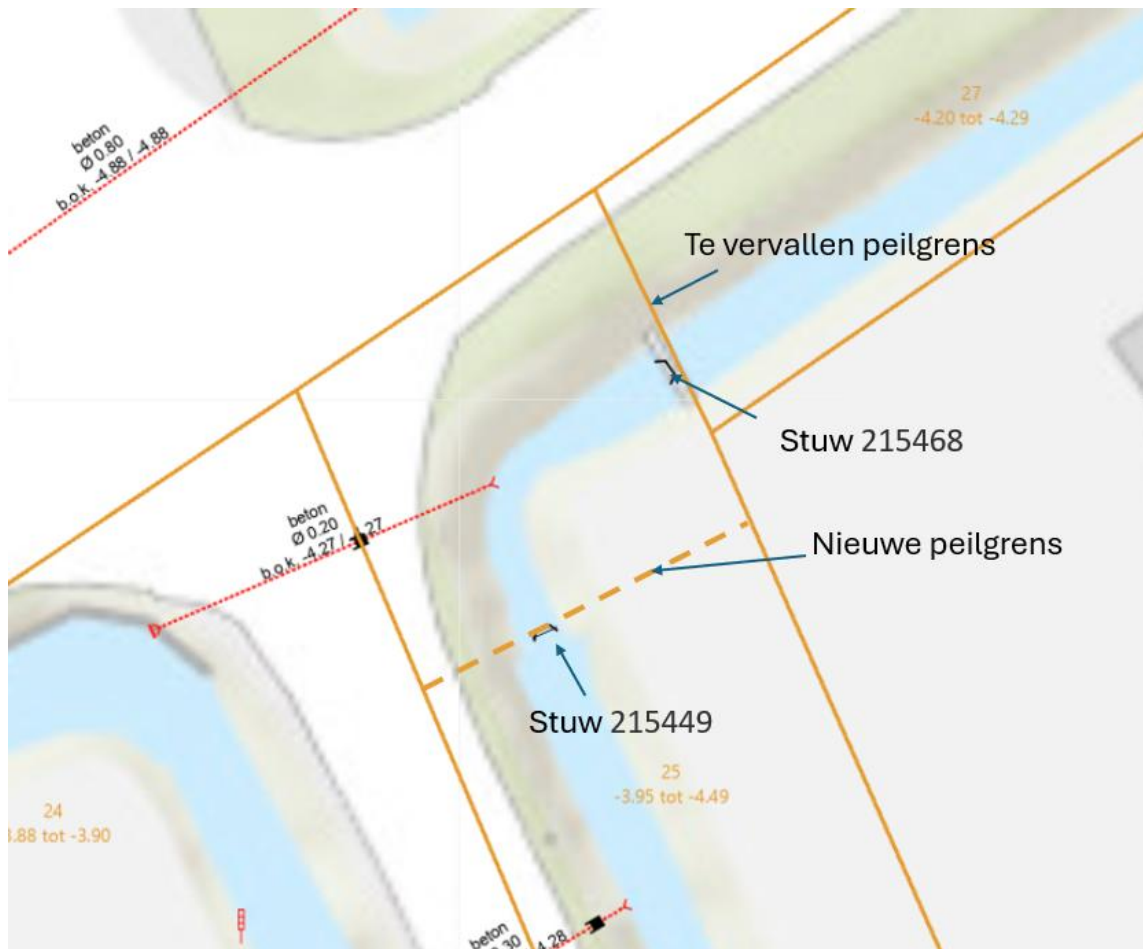 27
-4.20 tot -4.29
beton
Ø 0.80
b.o.k. -4.88 / -4.88
Te vervallen peilgrens
Stuw 215468
beton
Ø 0.20
b.o.k. -4.27 / -4.27
Nieuwe peilgrens
Stuw 215449
25
-3.95 tot -4.49
24
3.88 tot -3.90
beton
0.30
4.28